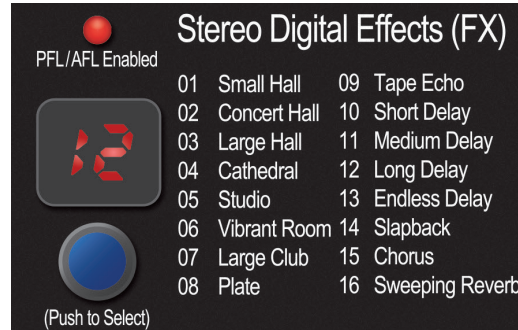 Stereo Digital Effects (FX)
PFL/AFL Enabled
12
01 Small Hall
02 Concert Hall
03 Large Hall
04 Cathedral
05 Studio
06 Vibrant Room
07 Large Club
08 Plate
09 Tape Echo
10 Short Delay
11 Medium Delay
12 Long Delay
13 Endless Delay
14 Slapback
15 Chorus
16 Sweeping Reverb
(Push to Select)